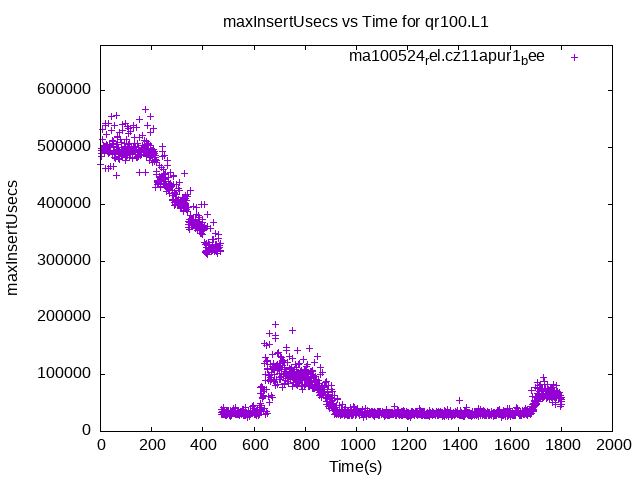 maxInsertUsecs vs Time for qr100.L1
ma100524_rel.cz11apur1_bee
600000
500000
400000
300000
200000
100000
0
maxInsertUsecs
0 200 400 600 800 1000 1200 1400 1600 1800 2000
Time(s)